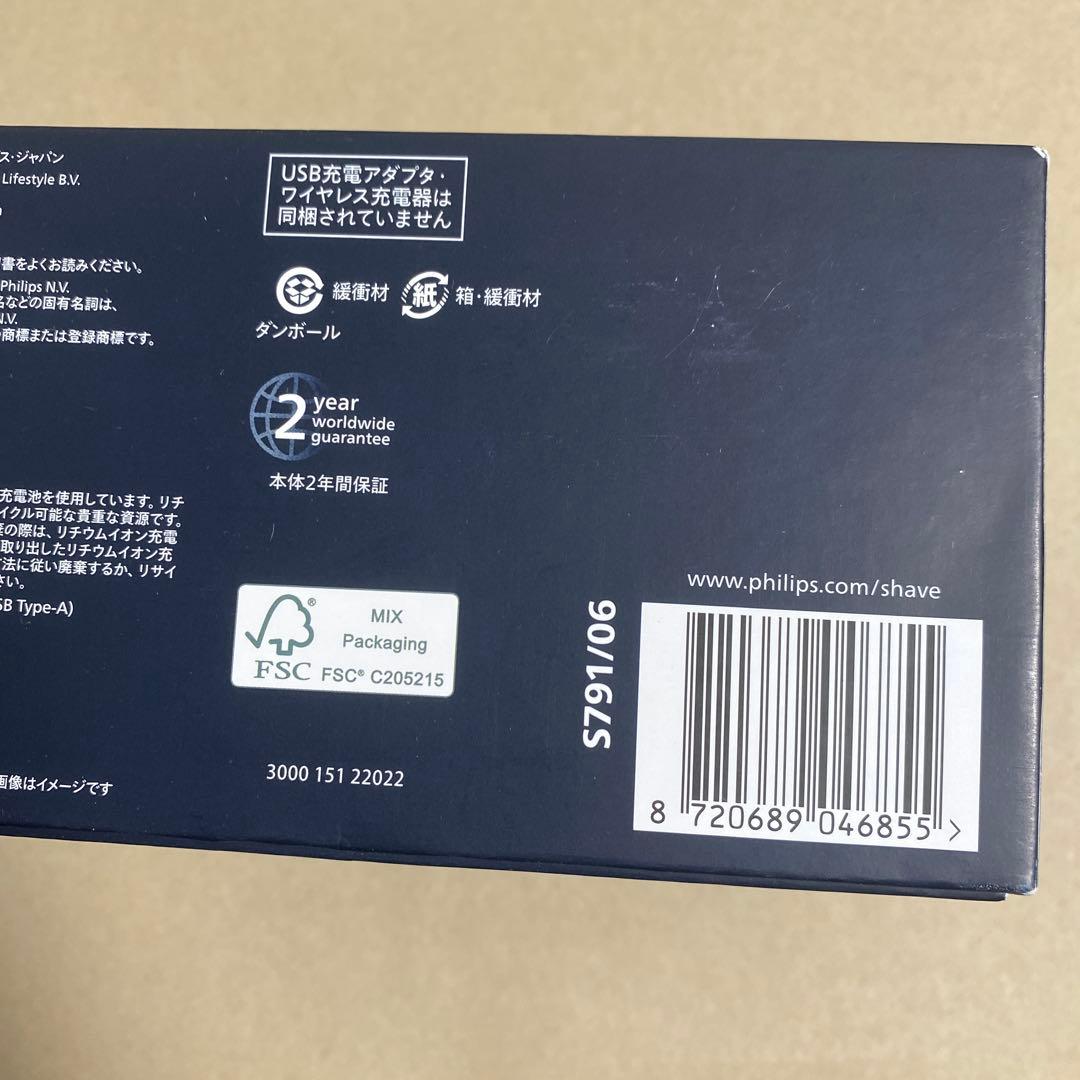 ス・ジャパン
Lifestyle B.V.
書をよくお読みください。
Philips N.V.
名などの固有名詞は、
N.V.
商標または登録商標です。
充電池を使用しています。リチ
イクル可能な貴重な資源です。
の際は、リチウムイオン充電
取り出したリチウムイオン充
方法に従い廃棄するか、リサイ
さい。
SB Type-A)
画像はイメージです
USB充電アダプタ・
ワイヤレス充電器は
同梱されていません
緩衝材
ダンボール
紙
箱・緩衝材
2 year
worldwide
guarantee
本体2年間保証
MIX
Packaging
FSC® C205215
FSC ®
3000 151 22022
www.philips.com/shave
S791/06
8 720689 046855 >